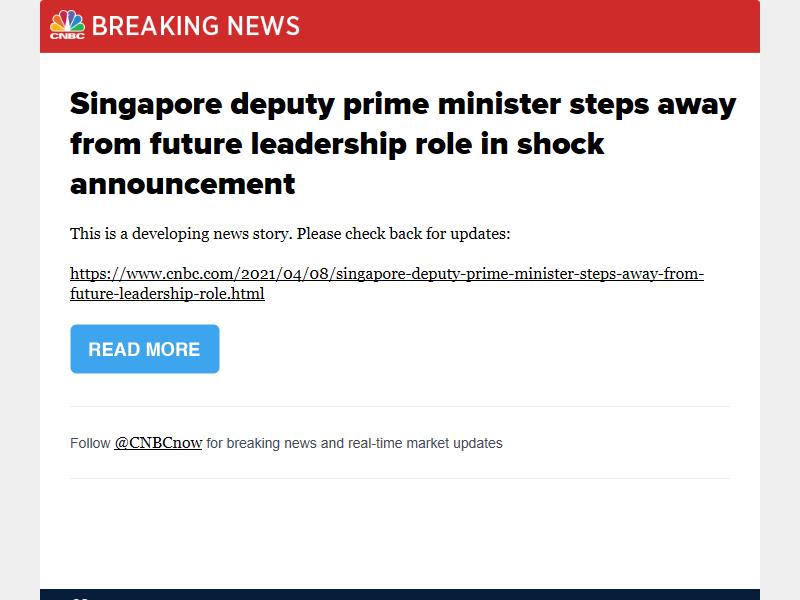 CNBC BREAKING NEWS
Singapore deputy prime minister steps away
from future leadership role in shock
announcement
This is a developing news story. Please check back for updates:
https://www.cnbc.com/2021/04/08/singapore-deputy-prime-minister-steps-away-from-
future-leadership-role.html
READ MORE
Follow @CNBCnow for breaking news and real-time market updates